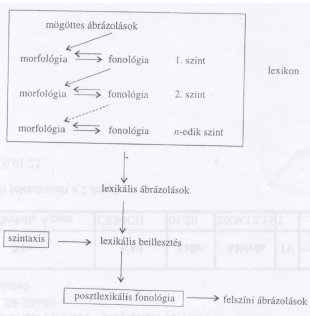 mögöttes ábrázolások
morfológia fonológia 1. szint
lexikon
morfológia fonológia 2. szint
morfológia fonológia n-edik szint
lexikális ábrázolások
szintaxis lexikális beillesztés
posztlexikális fonológia felszíni ábrázolások